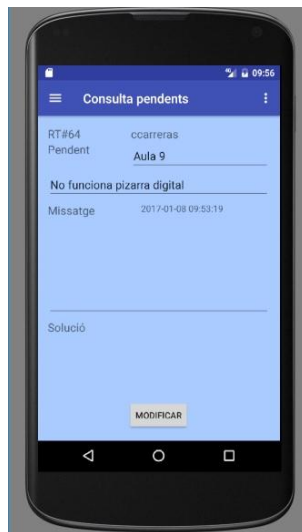 09:56
Consulta pendents
RT#64 ccarreras
Pendent Aula 9
No funciona pizarra digital
Missatge 2017-01-08 09:53:19
Solució
MODIFICAR